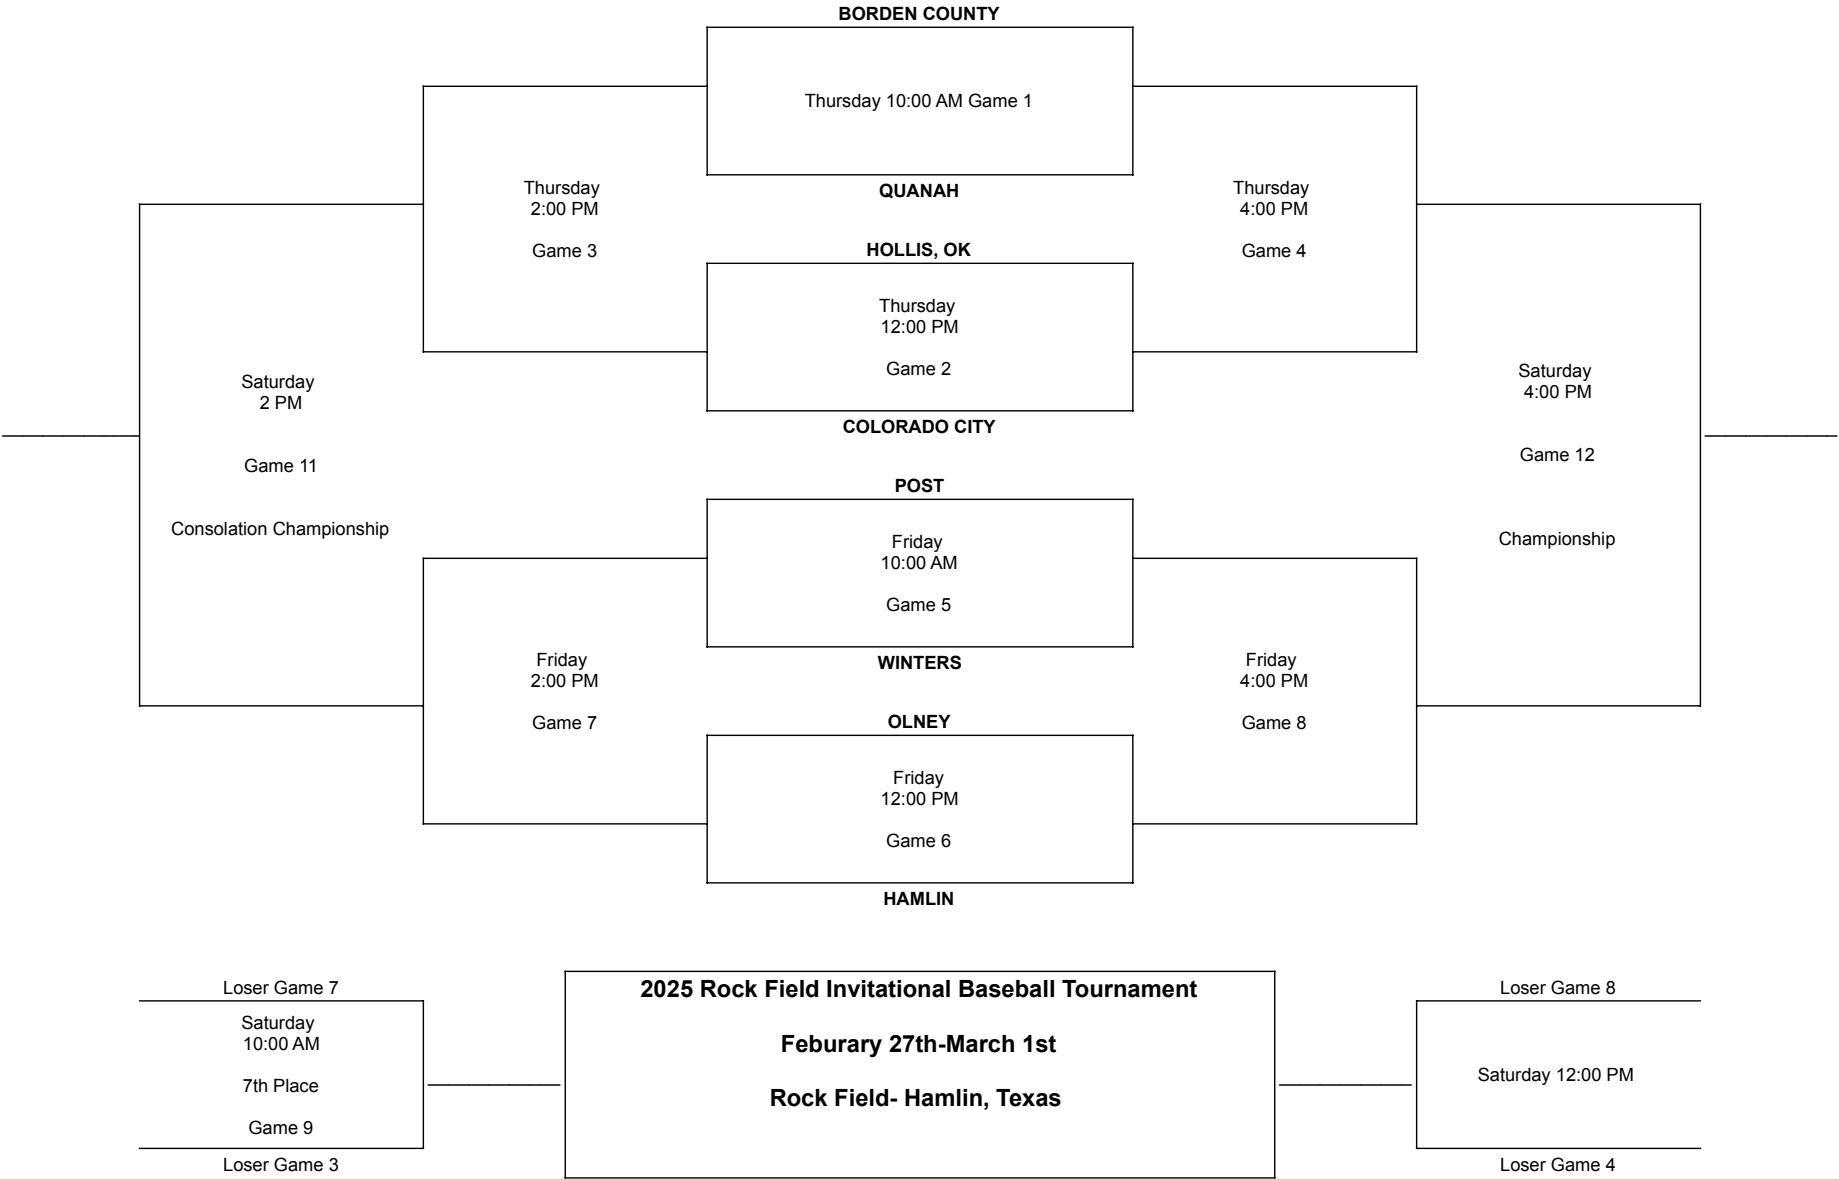 BORDEN COUNTY
Thursday 10:00 AM Game 1
QUANAH
Thursday
2:00 PM
Game 3
Thursday
4:00 PM
Game 4
HOLLIS, OK
Thursday
12:00 PM
Game 2
COLORADO CITY
Saturday
2 PM
Game 11
Consolation Championship
Saturday
4:00 PM
Game 12
Championship
POST
Friday
10:00 AM
Game 5
WINTERS
Friday
2:00 PM
Game 7
Friday
4:00 PM
Game 8
OLNEY
Friday
12:00 PM
Game 6
HAMLIN
Loser Game 7
Saturday
10:00 AM
7th Place
Game 9
Loser Game 3
2025 Rock Field Invitational Baseball Tournament
Feburary 27th-March 1st
Rock Field- Hamlin, Texas
Loser Game 8
Saturday 12:00 PM
Loser Game 4